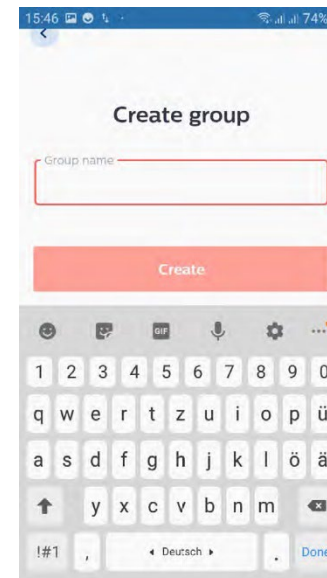 15:46 74%
Create group
Group name
Create
GIF
1 2 3 4 5 6 7 8 9 0
q w e r t z u i o p ü
a s d f g h j k l ö ä
y x c v b n m
!#1 , Deutsch . Done